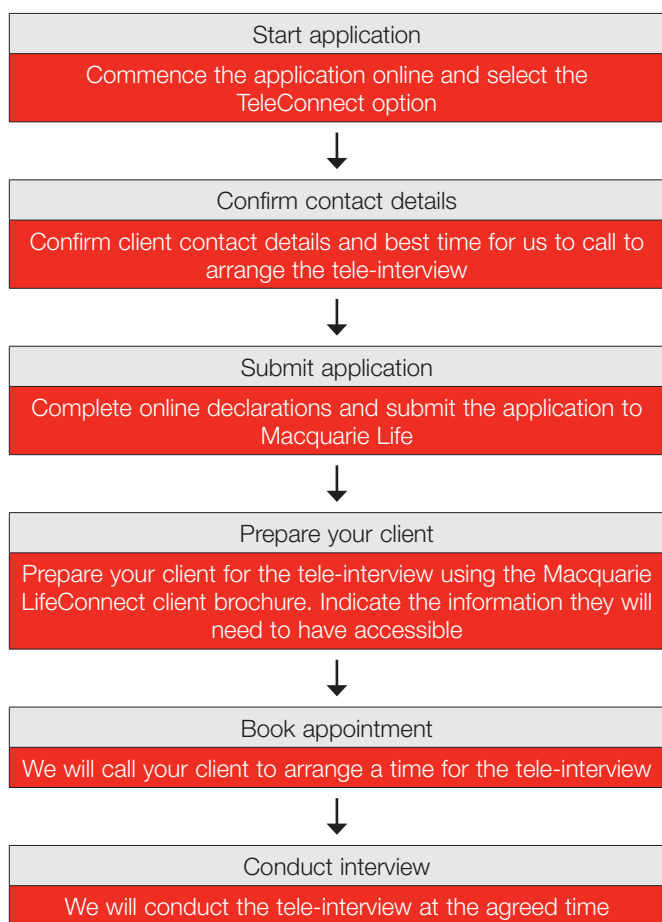 Start application
Commence the application online and select the
TeleConnect option
Confirm contact details
Confirm client contact details and best time for us to call to
arrange the tele-interview
Submit application
Complete online declarations and submit the application to
Macquarie Life
Prepare your client
Prepare your client for the tele-interview using the Macquarie
LifeConnect client brochure. Indicate the information they will
need to have accessible
Book appointment
We will call your client to arrange a time for the tele-interview
Conduct interview
We will conduct the tele-interview at the agreed time